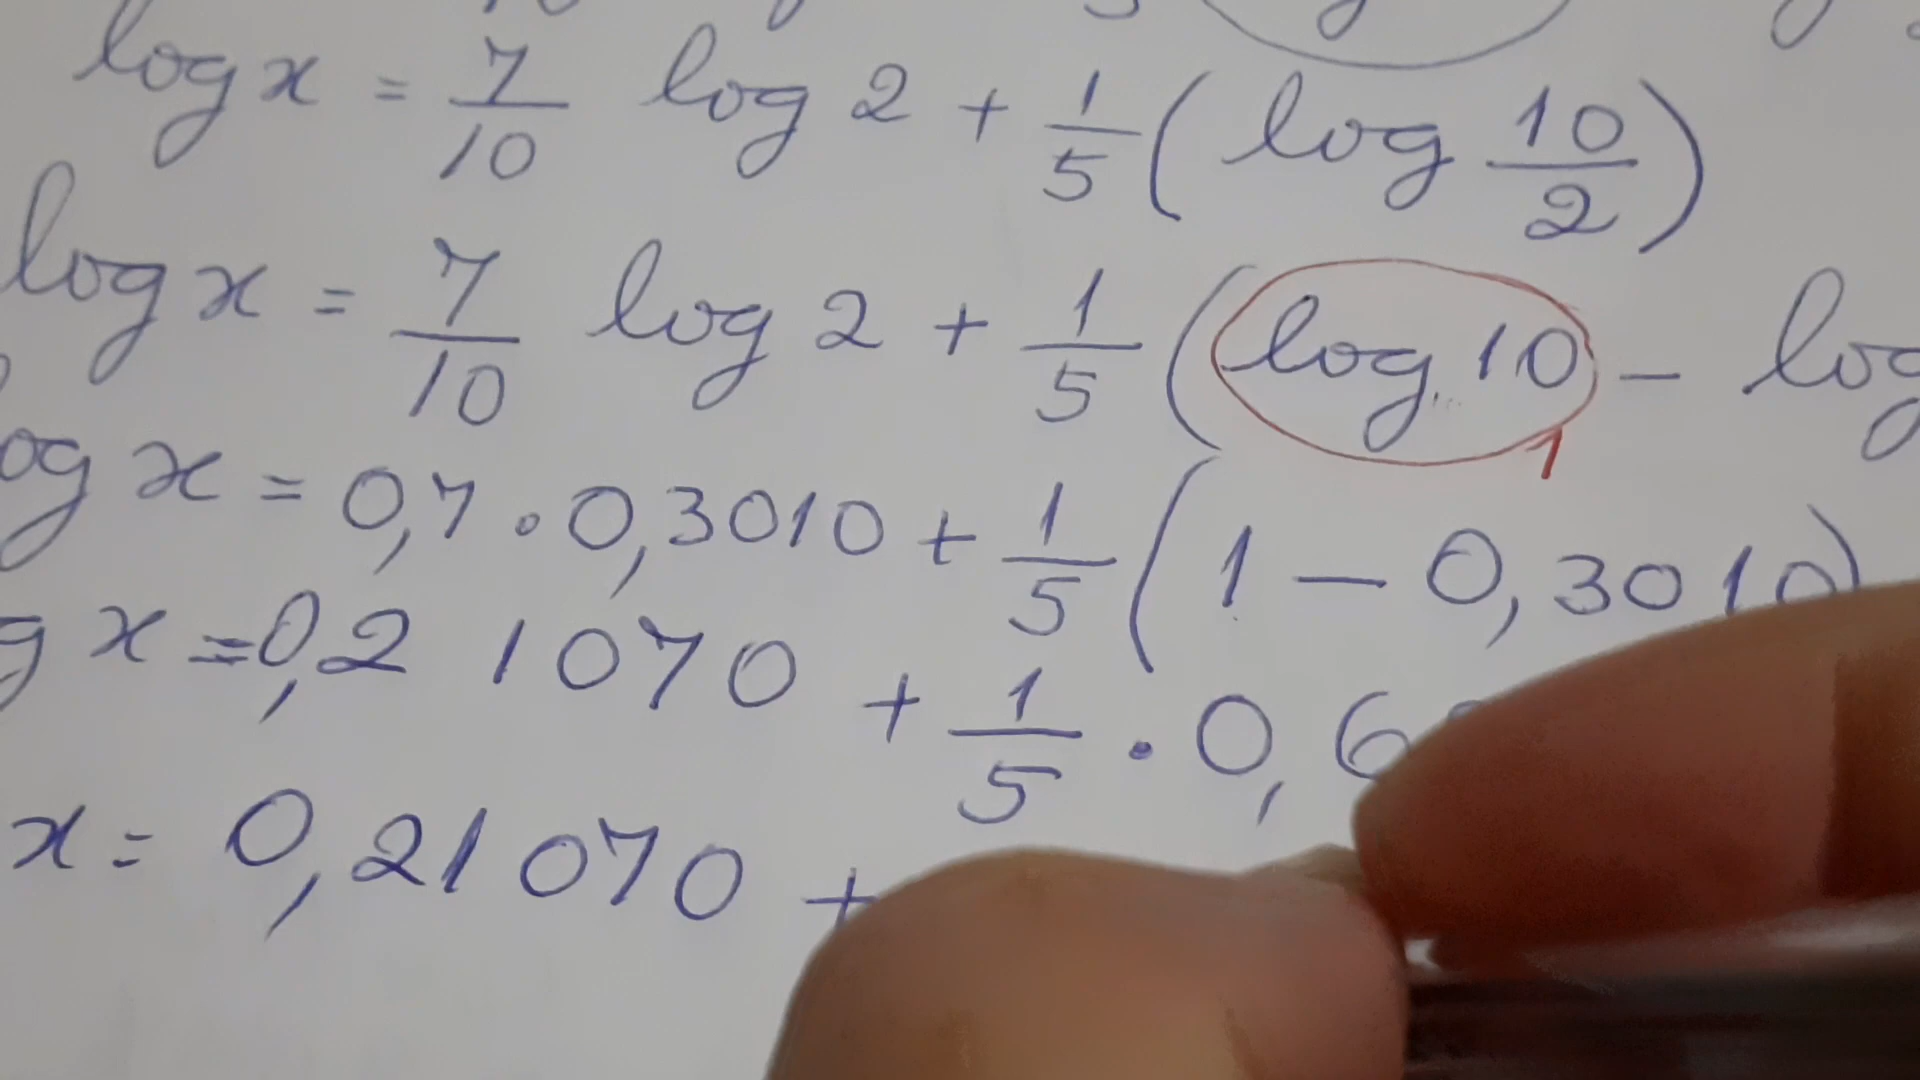 log x = 7/10 log 2 + 1/5 ( log 10/2 )
log x = 7/10 log 2 + 1/5 ( log 10 - log
1
og x = 0,7 . 0,3010 + 1/5 ( 1 - 0,3010 )
g x = 0,21070 + 1/5 . 0,6
x = 0,21070 +